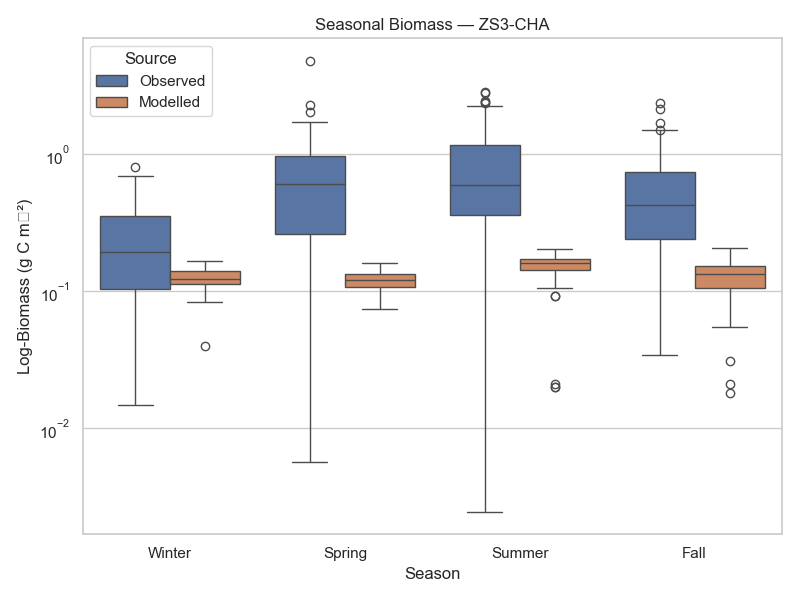 Seasonal Biomass — ZS3-CHA
Source
Observed
Modelled
Log-Biomass (g C m□²)
10⁰
10⁻¹
10⁻²
Winter
Spring
Summer
Fall
Season